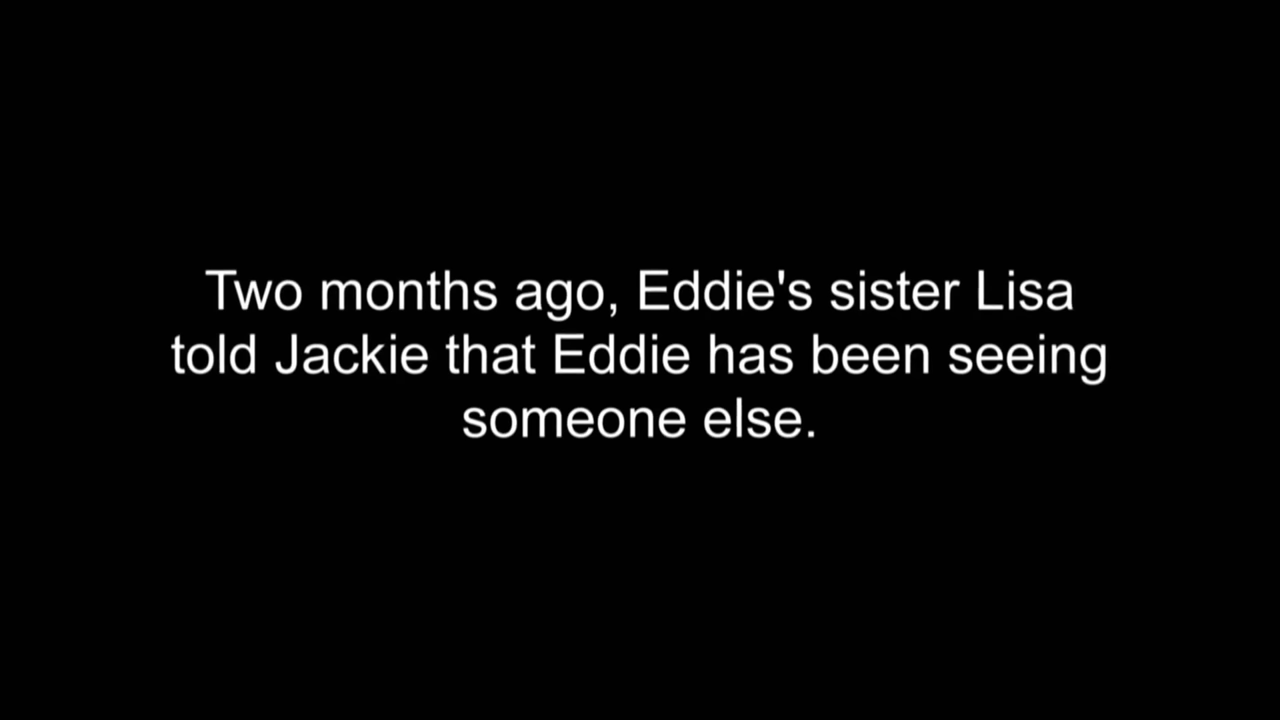 Two months ago, Eddie's sister Lisa
told Jackie that Eddie has been seeing
someone else.